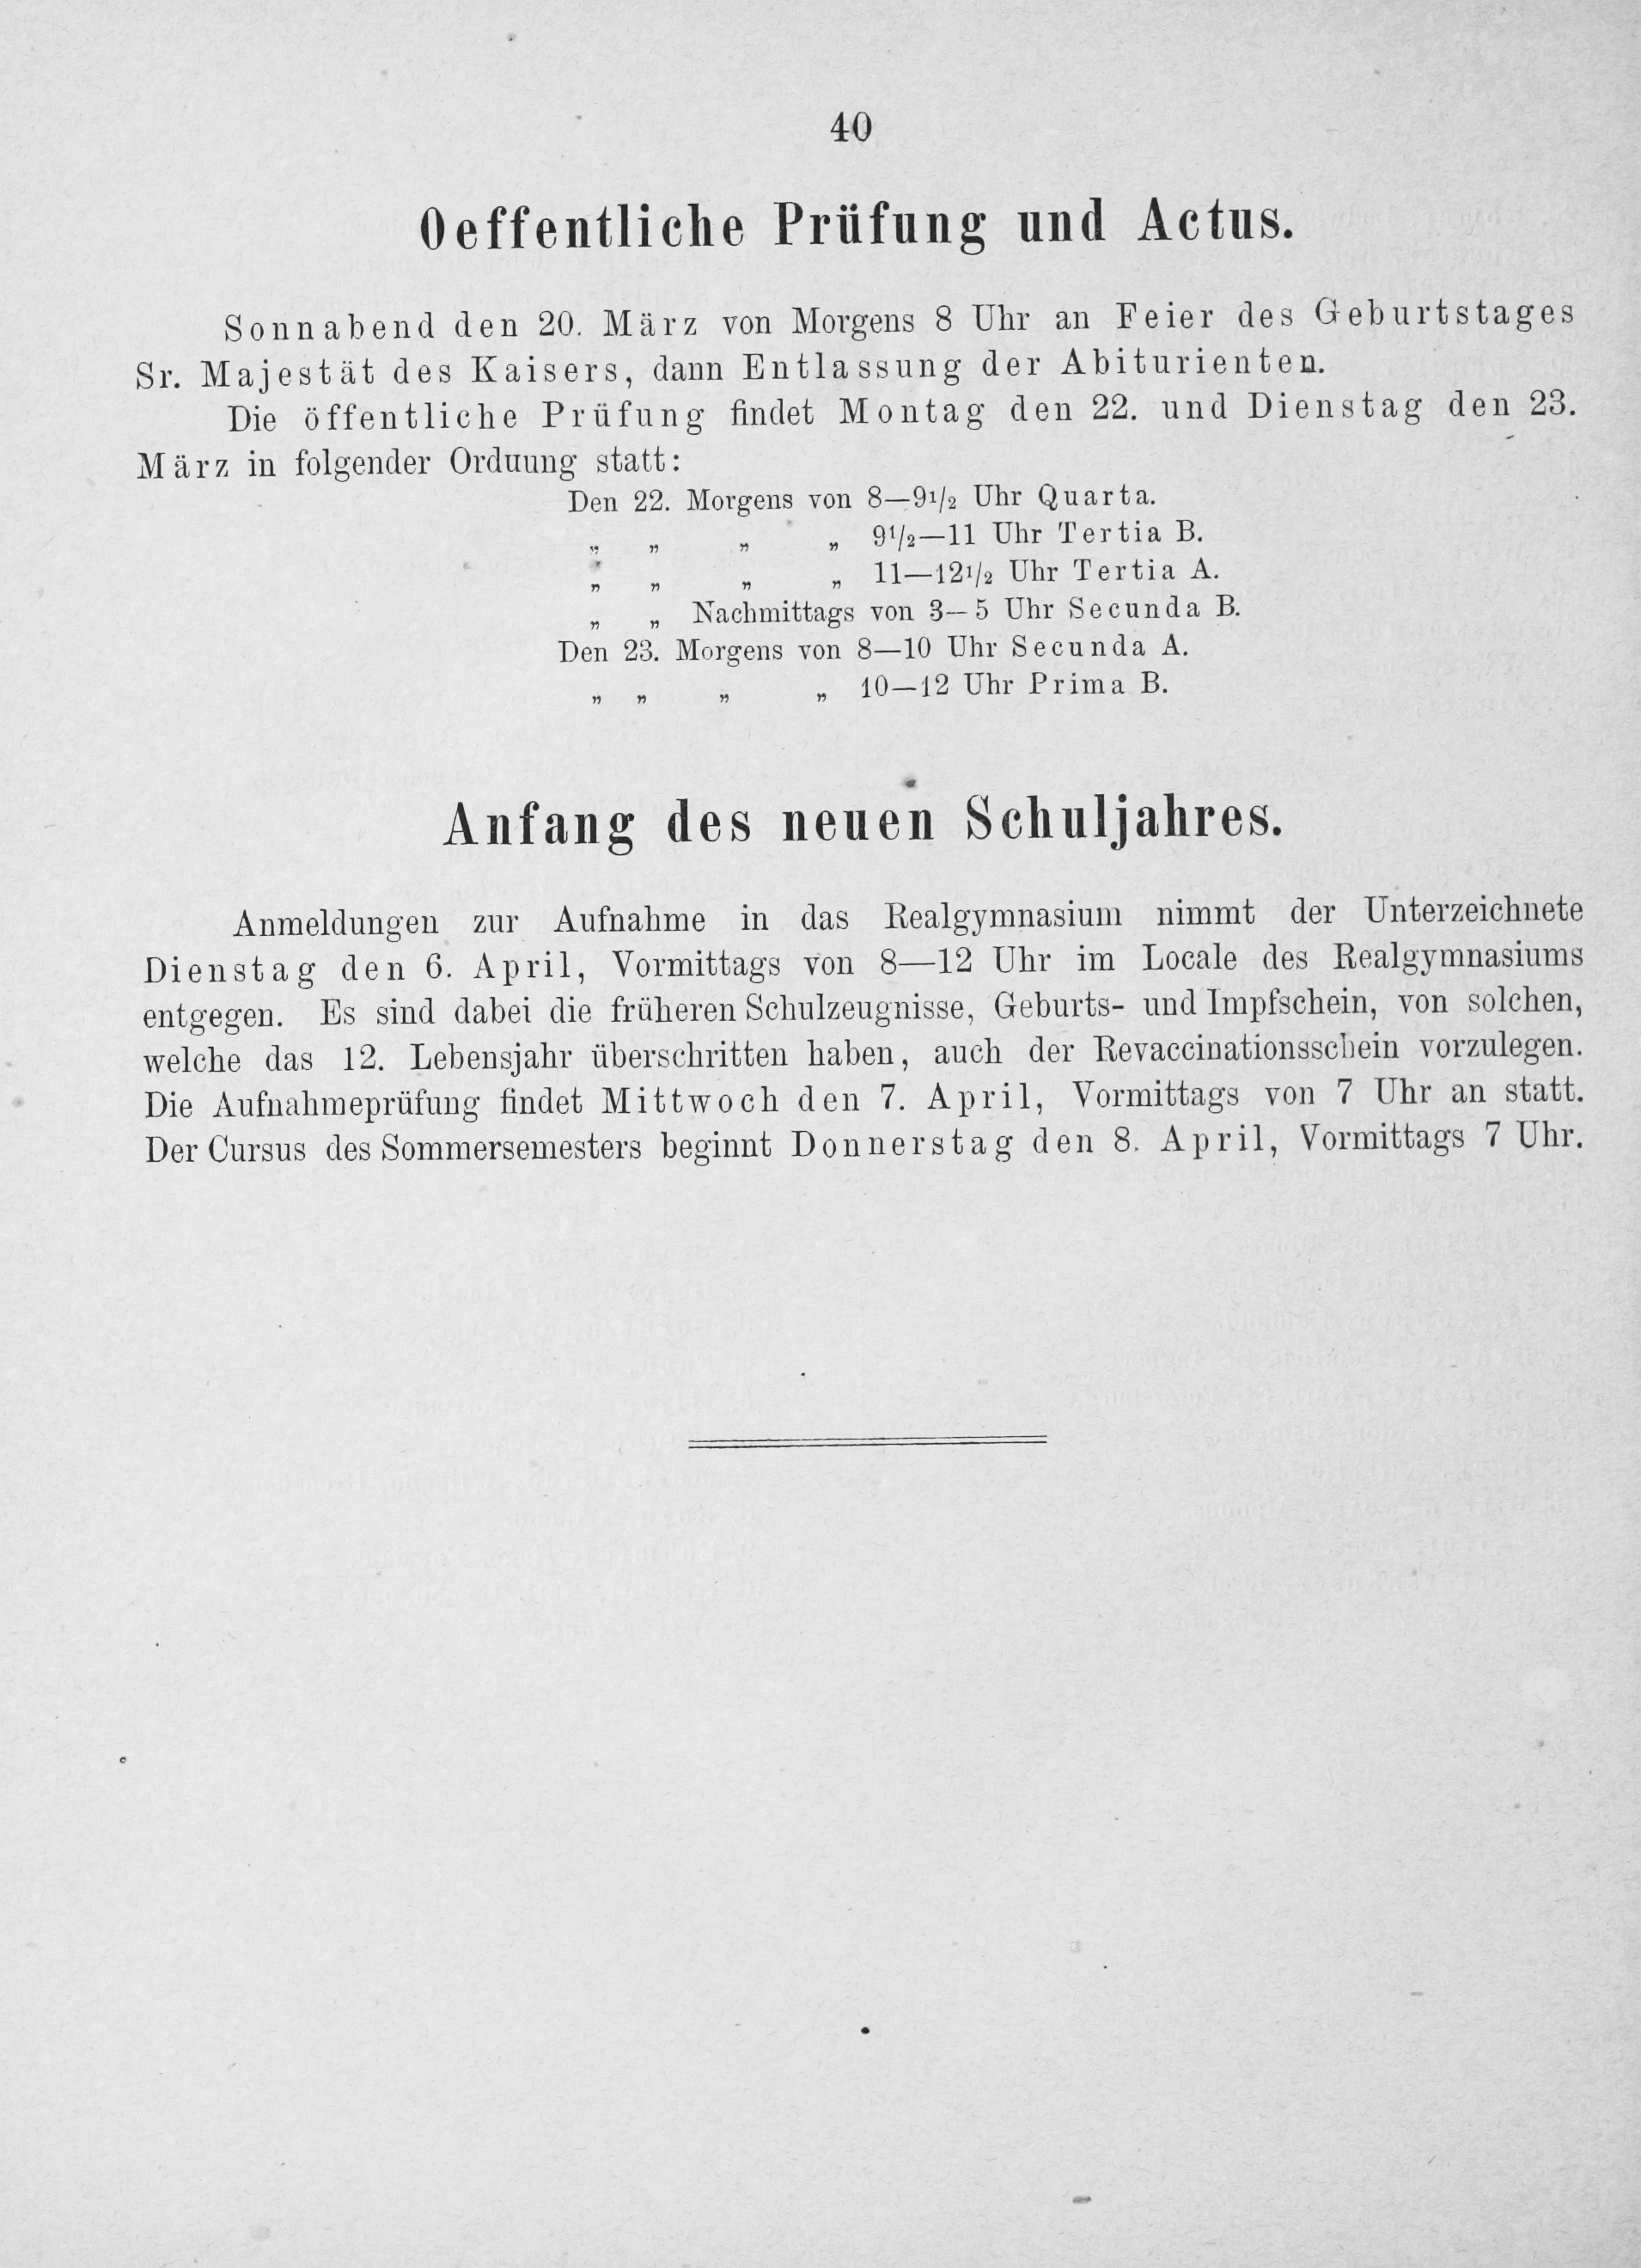 40
Oeffentliche Prüfung und Actus.
Sonnabend den 20. März von Morgens 8 Uhr an Feier des Geburtstages
Sr. Majestät des Kaisers, dann Entlassung der Abiturienten.
Die öffentliche Prüfung findet Montag den 22. und Dienstag den 23.
März in folgender Orduung statt:
Den 22. Morgens von 8—9 1/2 Uhr Quarta.
„ „ „ „ 9 1/2—11 Uhr Tertia B.
„ „ „ „ 11—12 1/2 Uhr Tertia A.
„ „ Nachmittags von 3—5 Uhr Secunda B.
Den 23. Morgens von 8—10 Uhr Secunda A.
„ „ „ „ 10—12 Uhr Prima B.
Anfang des neuen Schuljahres.
Anmeldungen zur Aufnahme in das Realgymnasium nimmt der Unterzeichnete
Dienstag den 6. April, Vormittags von 8—12 Uhr im Locale des Realgymnasiums
entgegen. Es sind dabei die früheren Schulzeugnisse, Geburts- und Impfschein, von solchen,
welche das 12. Lebensjahr überschritten haben, auch der Revaccinationsschein vorzulegen.
Die Aufnahmeprüfung findet Mittwoch den 7. April, Vormittags von 7 Uhr an statt.
Der Cursus des Sommersemesters beginnt Donnerstag den 8. April, Vormittags 7 Uhr.